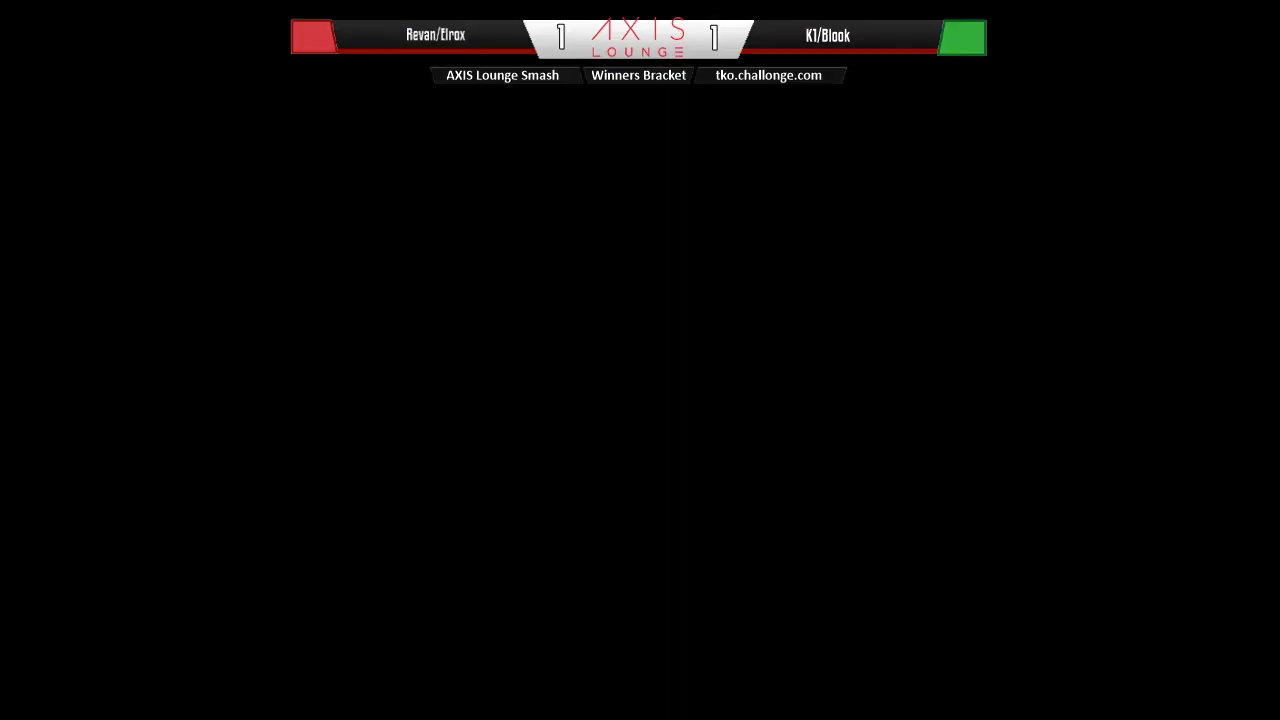 Revan/Elrox 1 AXIS LOUNGE 1 K1/Blook
AXIS Lounge Smash Winners Bracket tko.challonge.com